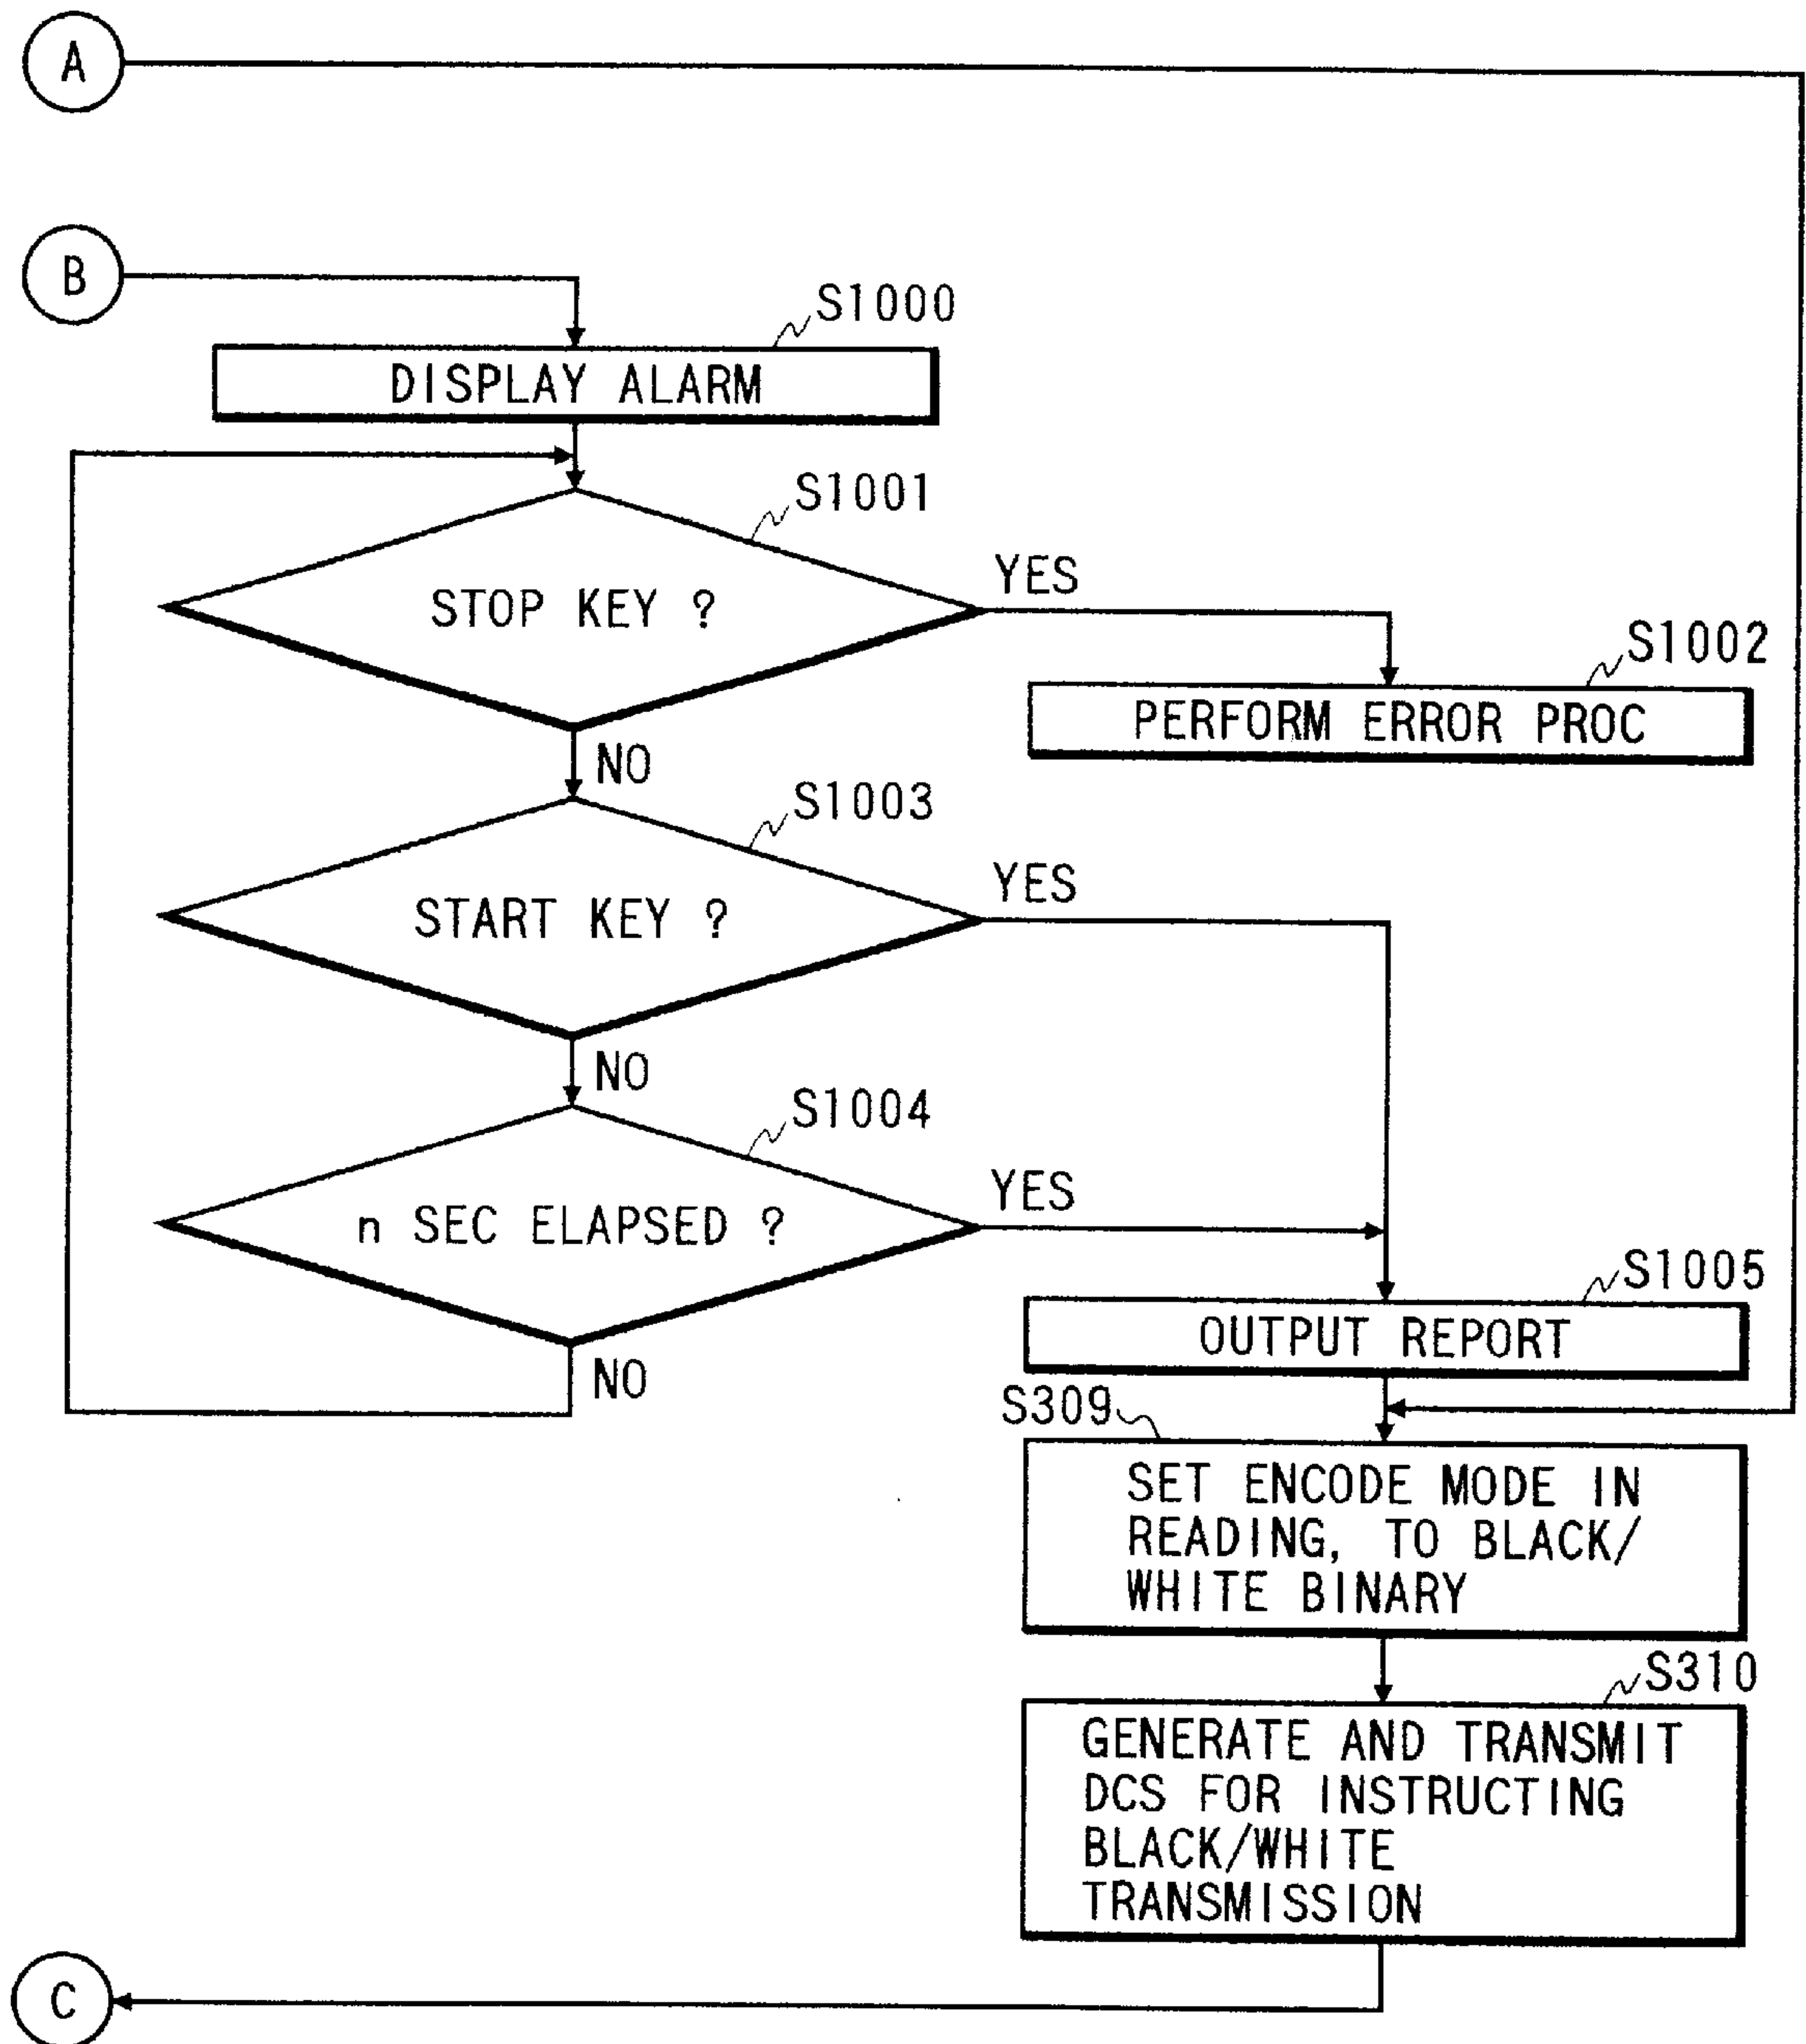 A
B
S1000
DISPLAY ALARM
S1001
STOP KEY ?
YES
S1002
PERFORM ERROR PROC
NO
S1003
START KEY ?
YES
NO
S1004
n SEC ELAPSED ?
YES
S1005
OUTPUT REPORT
NO
S309
SET ENCODE MODE IN
READING, TO BLACK/
WHITE BINARY
S310
GENERATE AND TRANSMIT
DCS FOR INSTRUCTING
BLACK/WHITE
TRANSMISSION
C